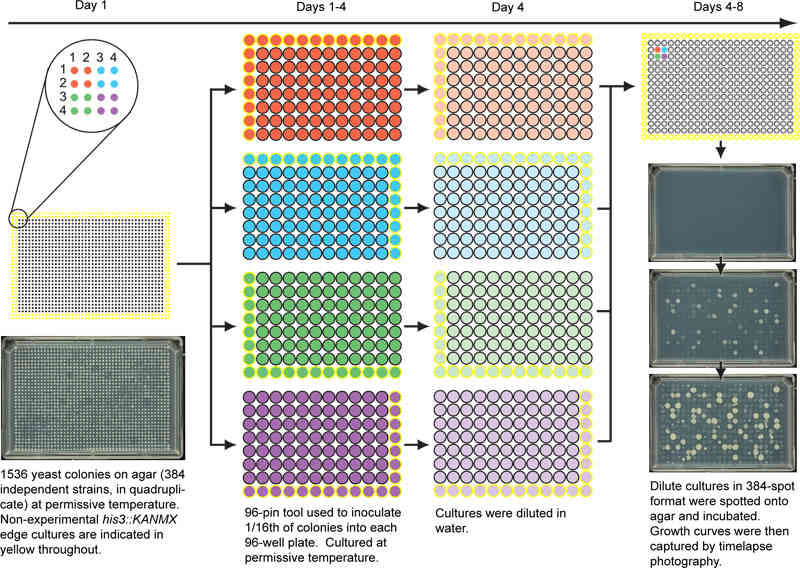 Day 1
Days 1-4
Day 4
Days 4-8
1 2 3 4
1
2
3
4
1536 yeast colonies on agar (384
independent strains, in quadrupli-
cate) at permissive temperature.
Non-experimental his3::KANMX
edge cultures are indicated in
yellow throughout.
96-pin tool used to inoculate
1/16th of colonies into each
96-well plate.  Cultured at
permissive temperature.
Cultures were diluted in
water.
Dilute cultures in 384-spot
format were spotted onto
agar and incubated.
Growth curves were then
captured by timelapse
photography.